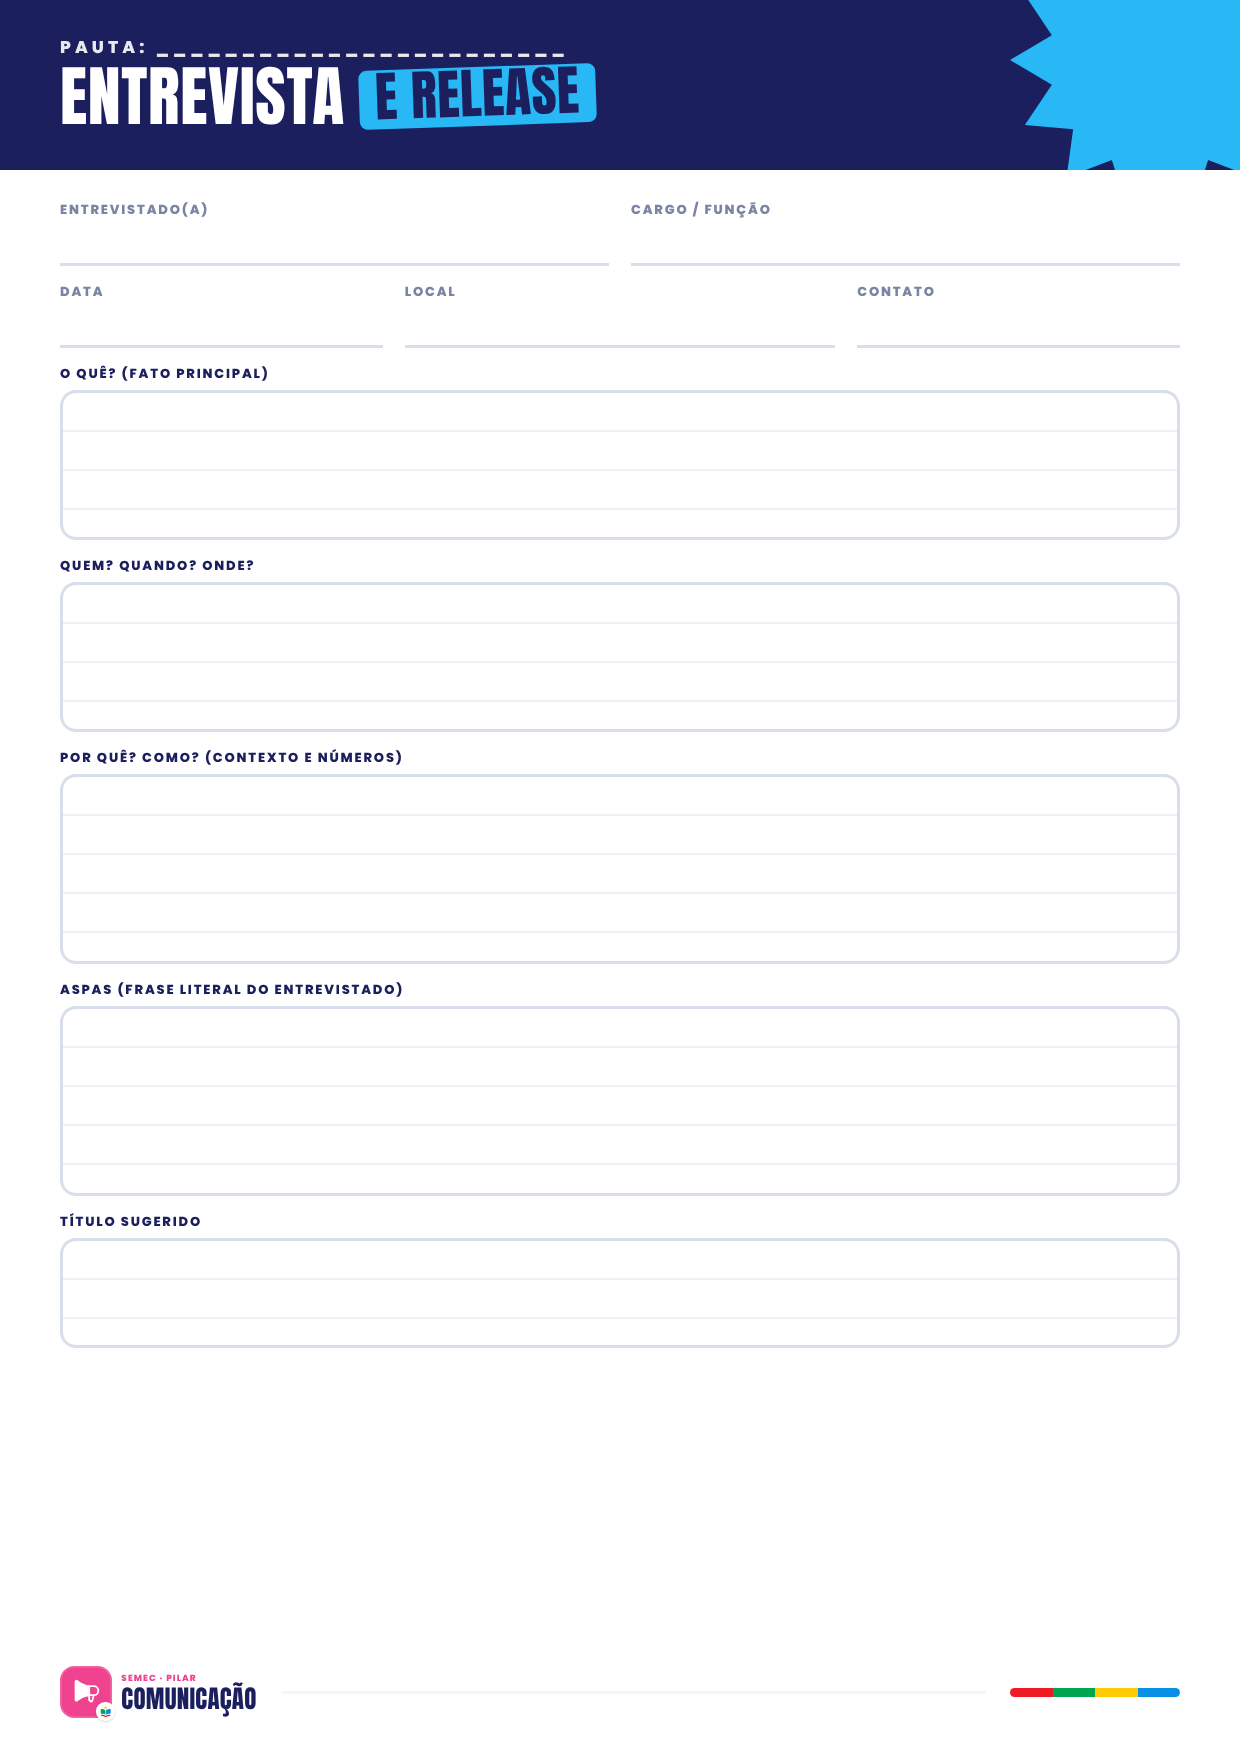 PAUTA: ________________________
ENTREVISTA E RELEASE
ENTREVISTADO(A)
CARGO / FUNÇÃO
DATA
LOCAL
CONTATO
O QUÊ? (FATO PRINCIPAL)
QUEM? QUANDO? ONDE?
POR QUÊ? COMO? (CONTEXTO E NÚMEROS)
ASPAS (FRASE LITERAL DO ENTREVISTADO)
TÍTULO SUGERIDO
SEMEC · PILAR
COMUNICAÇÃO